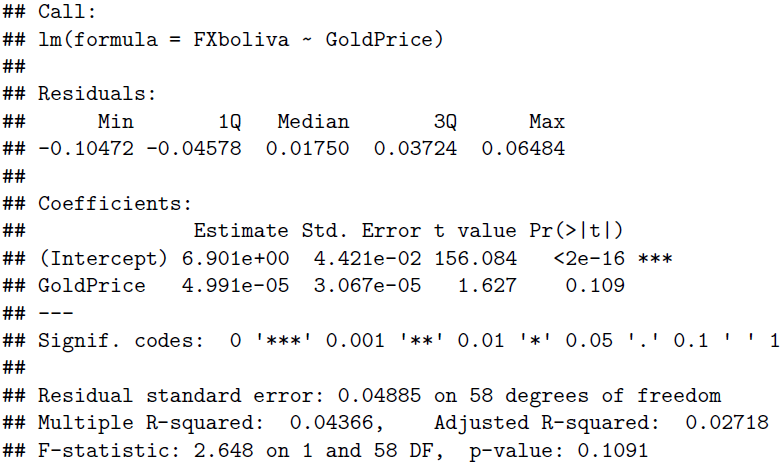 ## Call:
## lm(formula = FXboliva ~ GoldPrice)
##
## Residuals:
##      Min       1Q   Median       3Q      Max
## -0.10472 -0.04578  0.01750  0.03724  0.06484
##
## Coefficients:
##              Estimate Std. Error t value Pr(>|t|)
## (Intercept) 6.901e+00  4.421e-02 156.084   <2e-16 ***
## GoldPrice   4.991e-05  3.067e-05   1.627    0.109
## ---
## Signif. codes:  0 '***' 0.001 '**' 0.01 '*' 0.05 '.' 0.1 ' ' 1
##
## Residual standard error: 0.04885 on 58 degrees of freedom
## Multiple R-squared:  0.04366,    Adjusted R-squared:  0.02718
## F-statistic: 2.648 on 1 and 58 DF,  p-value: 0.1091